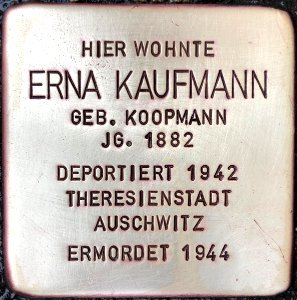 HIER WOHNTE
ERNA KAUFMANN
GEB. KOOPMANN
JG. 1882
DEPORTIERT 1942
THERESIENSTADT
AUSCHWITZ
ERMORDET 1944